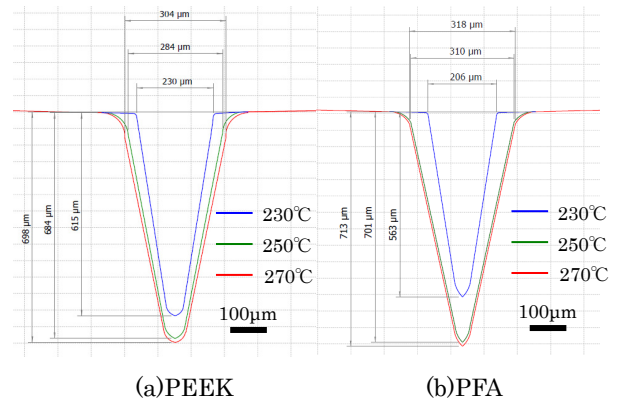 304 µm
284 µm
230 µm
698 µm
684 µm
615 µm
230℃
250℃
270℃
100µm
(a)PEEK
318 µm
310 µm
206 µm
713 µm
701 µm
563 µm
230℃
250℃
270℃
100µm
(b)PFA